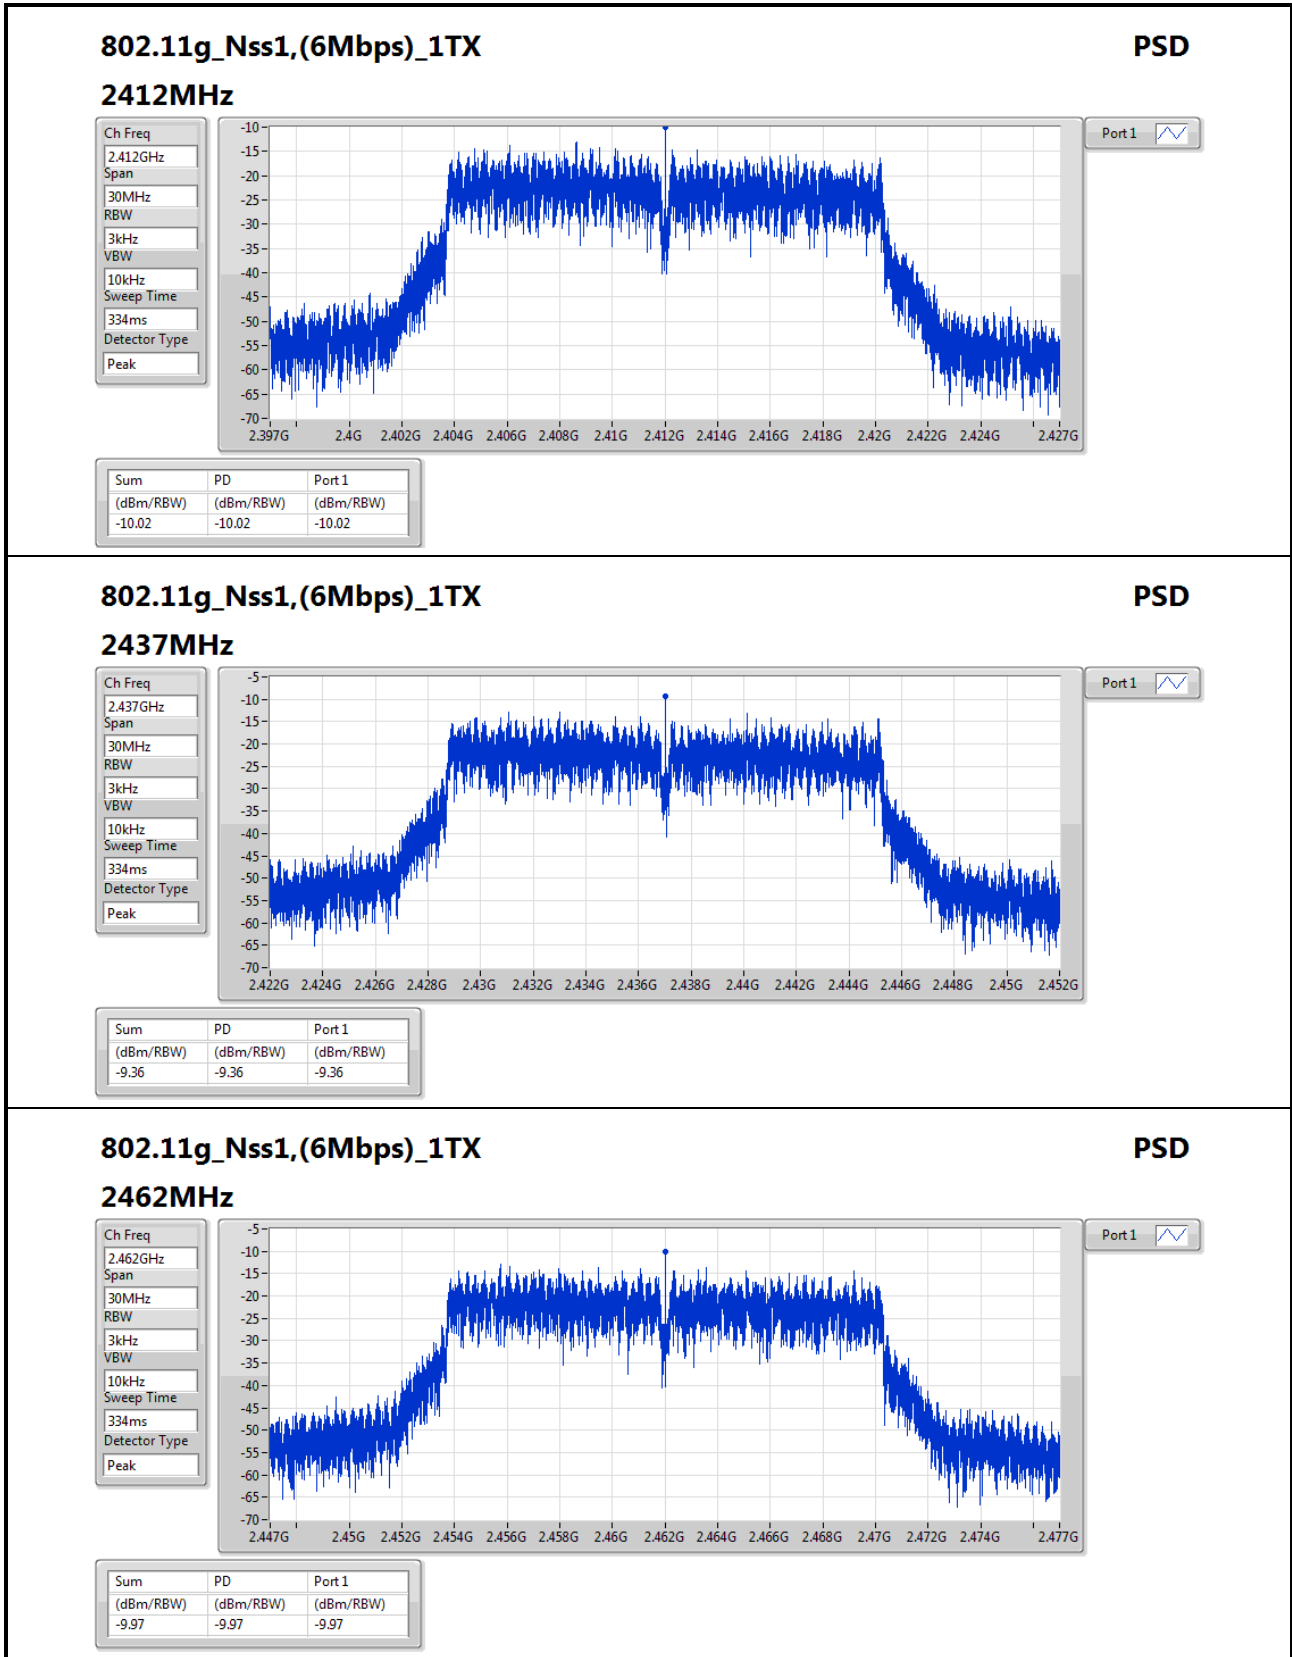 802.11g_Nss1,(6Mbps)_1TX PSD
2412MHz
Ch Freq
2.412GHz
Span
30MHz
RBW
3kHz
VBW
10kHz
Sweep Time
334ms
Detector Type
Peak
-10
-15
-20
-25
-30
-35
-40
-45
-50
-55
-60
-65
-70
2.397G 2.4G 2.402G 2.404G 2.406G 2.408G 2.41G 2.412G 2.414G 2.416G 2.418G 2.42G 2.422G 2.424G 2.427G
Port 1
Sum PD Port 1
(dBm/RBW) (dBm/RBW) (dBm/RBW)
-10.02 -10.02 -10.02
802.11g_Nss1,(6Mbps)_1TX PSD
2437MHz
Ch Freq
2.437GHz
Span
30MHz
RBW
3kHz
VBW
10kHz
Sweep Time
334ms
Detector Type
Peak
-5
-10
-15
-20
-25
-30
-35
-40
-45
-50
-55
-60
-65
-70
2.422G 2.424G 2.426G 2.428G 2.43G 2.432G 2.434G 2.436G 2.438G 2.44G 2.442G 2.444G 2.446G 2.448G 2.45G 2.452G
Port 1
Sum PD Port 1
(dBm/RBW) (dBm/RBW) (dBm/RBW)
-9.36 -9.36 -9.36
802.11g_Nss1,(6Mbps)_1TX PSD
2462MHz
Ch Freq
2.462GHz
Span
30MHz
RBW
3kHz
VBW
10kHz
Sweep Time
334ms
Detector Type
Peak
-5
-10
-15
-20
-25
-30
-35
-40
-45
-50
-55
-60
-65
-70
2.447G 2.45G 2.452G 2.454G 2.456G 2.458G 2.46G 2.462G 2.464G 2.466G 2.468G 2.47G 2.472G 2.474G 2.477G
Port 1
Sum PD Port 1
(dBm/RBW) (dBm/RBW) (dBm/RBW)
-9.97 -9.97 -9.97